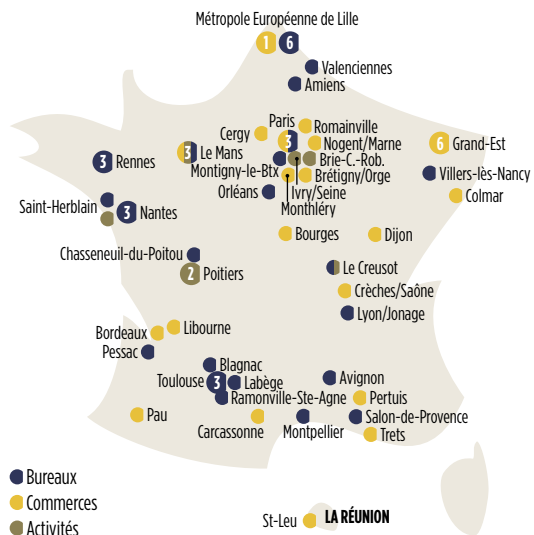 Métropole Européenne de Lille
1 6
Valenciennes
Amiens
Paris
3
Romainville
Cergy
Nogent/Marne
6 Grand-Est
3 Le Mans
3 Rennes
Montigny-le-Btx
Brie-C.-Rob.
Villers-lès-Nancy
Brétigny/Orge
Orléans
Ivry/Seine
Colmar
Saint-Herblain
3 Nantes
Monthléry
Bourges
Dijon
Chasseneuil-du-Poitou
2 Poitiers
Le Creusot
Crèches/Saône
Lyon/Jonage
Libourne
Bordeaux
Pessac
Blagnac
Toulouse 3 Labège
Avignon
Ramonville-Ste-Agne
Pertuis
Pau
Carcassonne
Montpellier
Salon-de-Provence
Trets
Bureaux
Commerces
Activités
St-Leu
LA RÉUNION